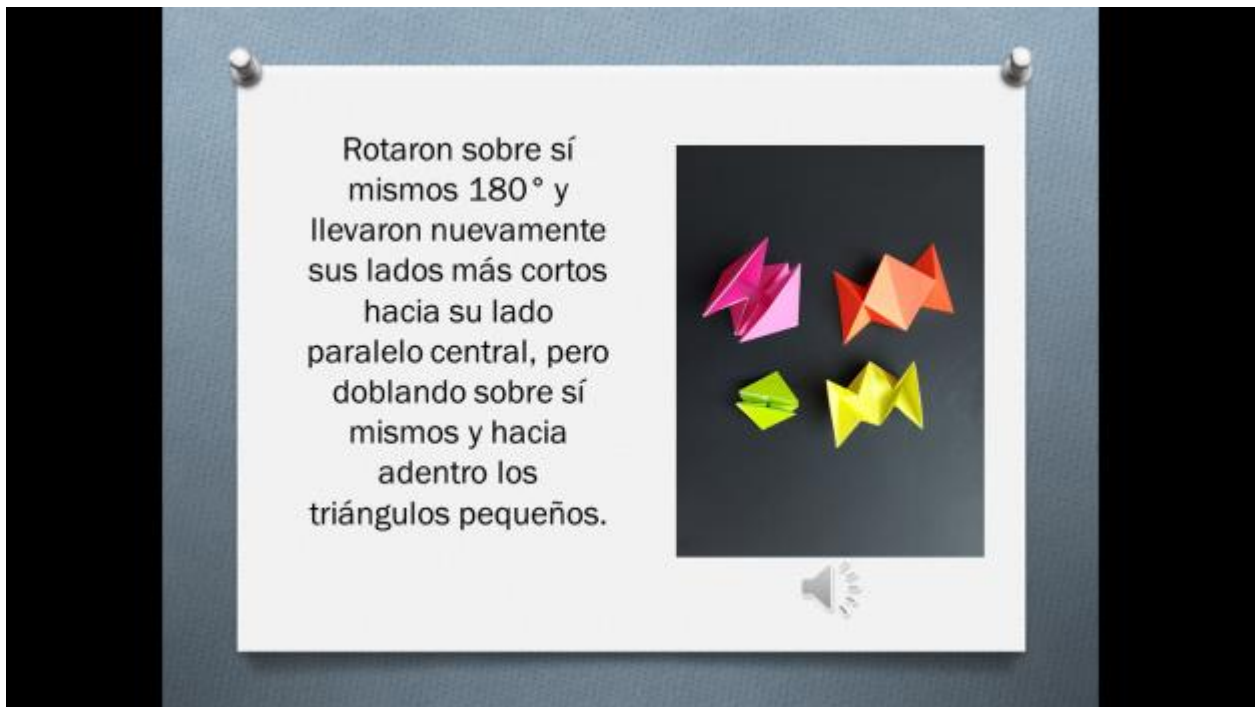 Rotaron sobre sí
mismos 180° y
llevaron nuevamente
sus lados más cortos
hacia su lado
paralelo central, pero
doblando sobre sí
mismos y hacia
adentro los
triángulos pequeños.